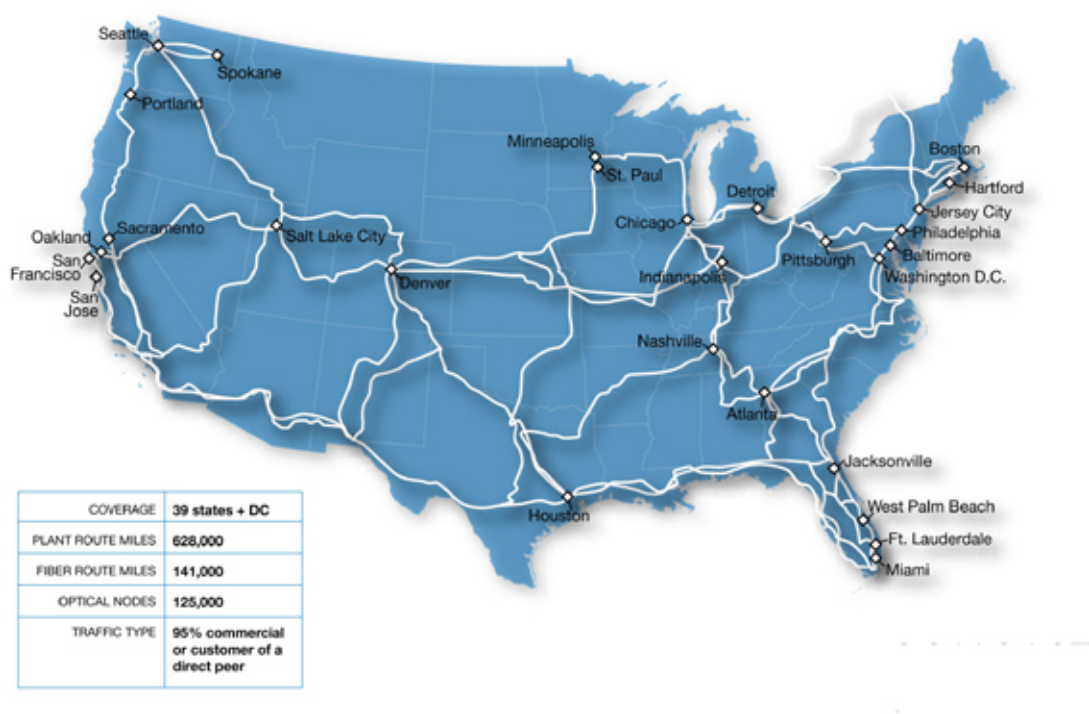 Seattle
Spokane
Portland
Minneapolis
St. Paul
Boston
Hartford
Detroit
Jersey City
Chicago
Philadelphia
Oakland
Sacramento
Salt Lake City
Baltimore
San
Francisco
Pittsburgh
Washington D.C.
Indianapolis
Denver
San
Jose
Nashville
Atlanta
Jacksonville
West Palm Beach
Houston
Ft. Lauderdale
Miami
COVERAGE 39 states + DC
PLANT ROUTE MILES 628,000
FIBER ROUTE MILES 141,000
OPTICAL NODES 125,000
TRAFFIC TYPE 95% commercial
or customer of a
direct peer